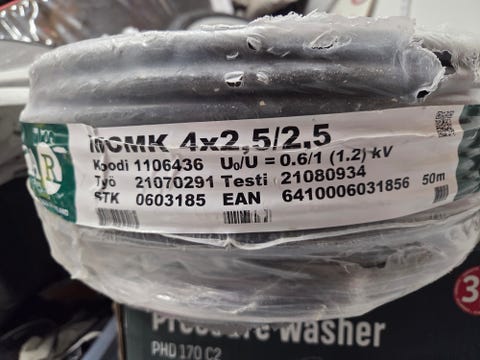 MCMK 4x2,5/2,5
Koodi 1106436 U₀/U = 0.6/1 (1.2) kV
Työ 21070291 Testi 21080934
STK 0603185 EAN 6410006031856 50m
R
3
Pressure washer
PHD 170 C2